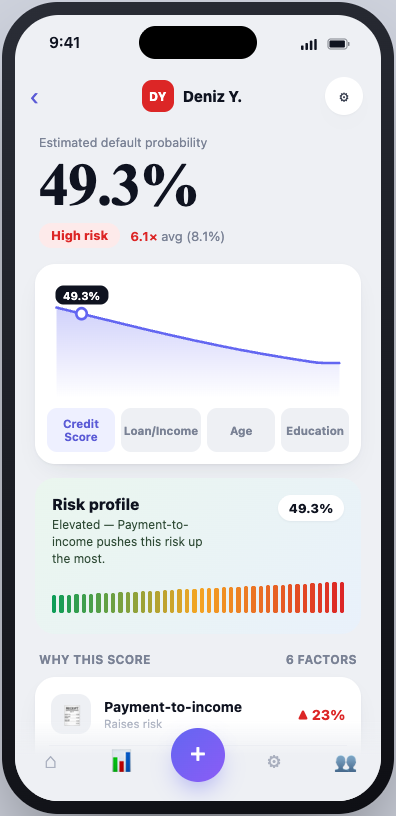 9:41
‹
DY Deniz Y.
Estimated default probability
49.3%
High risk 6.1× avg (8.1%)
49.3%
Credit
Score
Loan/Income
Age
Education
Risk profile
49.3%
Elevated — Payment-to-
income pushes this risk up
the most.
WHY THIS SCORE 6 FACTORS
Payment-to-income
Raises risk
▲ 23%
+